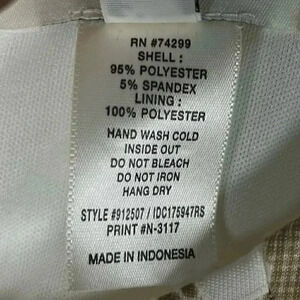 RN #74299
SHELL :
95% POLYESTER
5% SPANDEX
LINING :
100% POLYESTER
HAND WASH COLD
INSIDE OUT
DO NOT BLEACH
DO NOT IRON
HANG DRY
STYLE #912507 / IDC175947RS
PRINT #N-3117
MADE IN INDONESIA